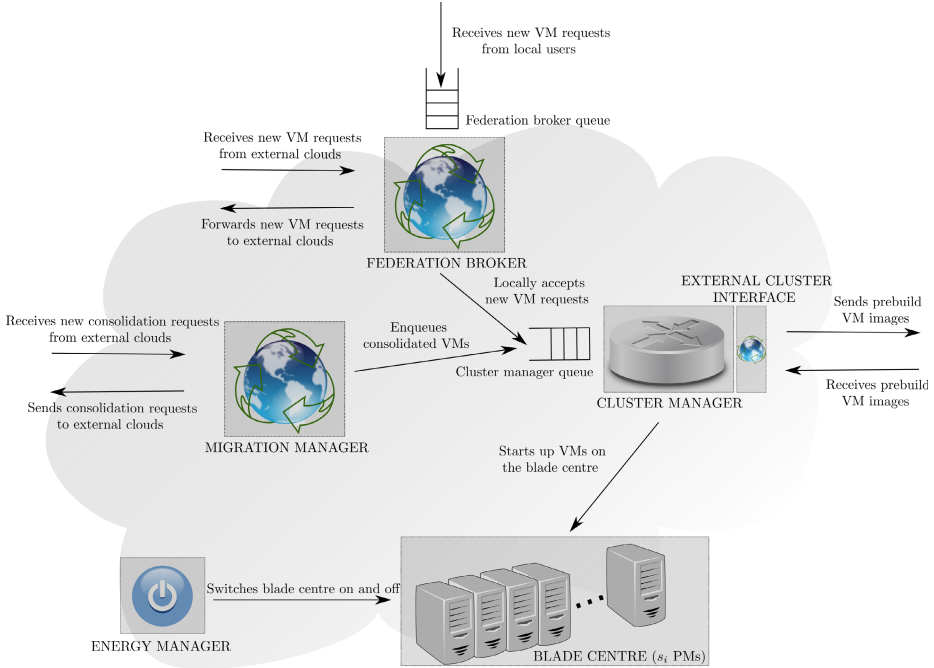 Receives new VM requests
from local users
Federation broker queue
Receives new VM requests
from external clouds
Forwards new VM requests
to external clouds
FEDERATION BROKER
Locally accepts
new VM requests
EXTERNAL CLUSTER
INTERFACE
Sends prebuild
VM images
Receives new consolidation requests
from external clouds
Enqueues
consolidated VMs
Cluster manager queue
Receives prebuild
VM images
CLUSTER MANAGER
Sends consolidation requests
to external clouds
MIGRATION MANAGER
Starts up VMs on
the blade centre
Switches blade centre on and off
ENERGY MANAGER
BLADE CENTRE (sᵢ PMs)